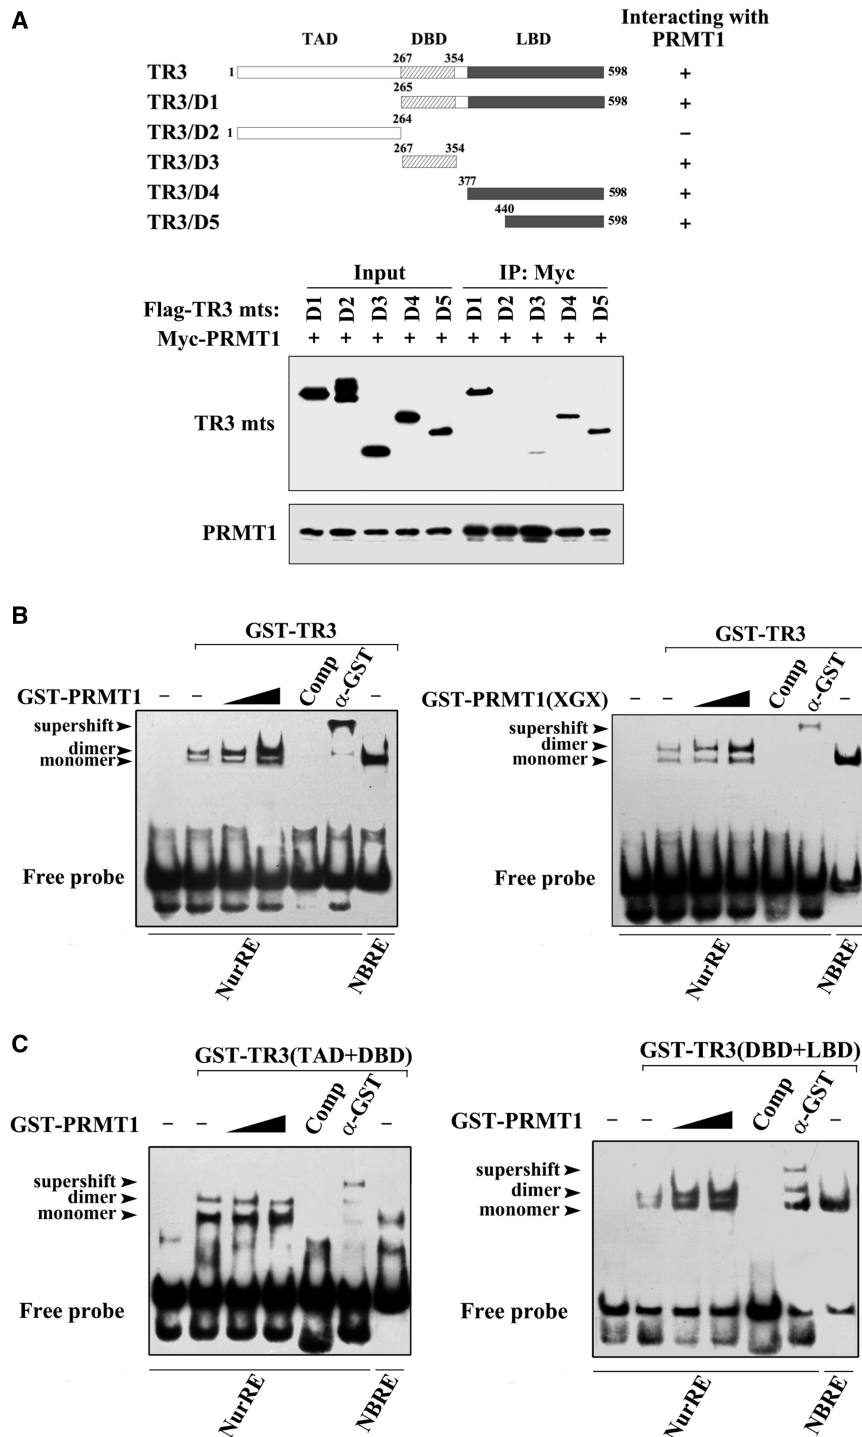 A
TAD DBD LBD Interacting with PRMT1
267 354
TR3 1 598 +
265
TR3/D1 598 +
264
TR3/D2 1 −
267 354
TR3/D3 +
377
TR3/D4 598 +
440
TR3/D5 598 +
Input IP: Myc
Flag-TR3 mts: D1 D2 D3 D4 D5 D1 D2 D3 D4 D5
Myc-PRMT1 + + + + + + + + + +
TR3 mts
PRMT1
B
GST-TR3
GST-PRMT1 − − Comp α-GST −
supershift
dimer
monomer
Free probe
NurRE NBRE
GST-TR3
GST-PRMT1(XGX) − − Comp α-GST −
supershift
dimer
monomer
Free probe
NurRE NBRE
C
GST-TR3(TAD+DBD)
GST-PRMT1 − − Comp α-GST −
supershift
dimer
monomer
Free probe
NurRE NBRE
GST-TR3(DBD+LBD)
GST-PRMT1 − − Comp α-GST −
supershift
dimer
monomer
Free probe
NurRE NBRE